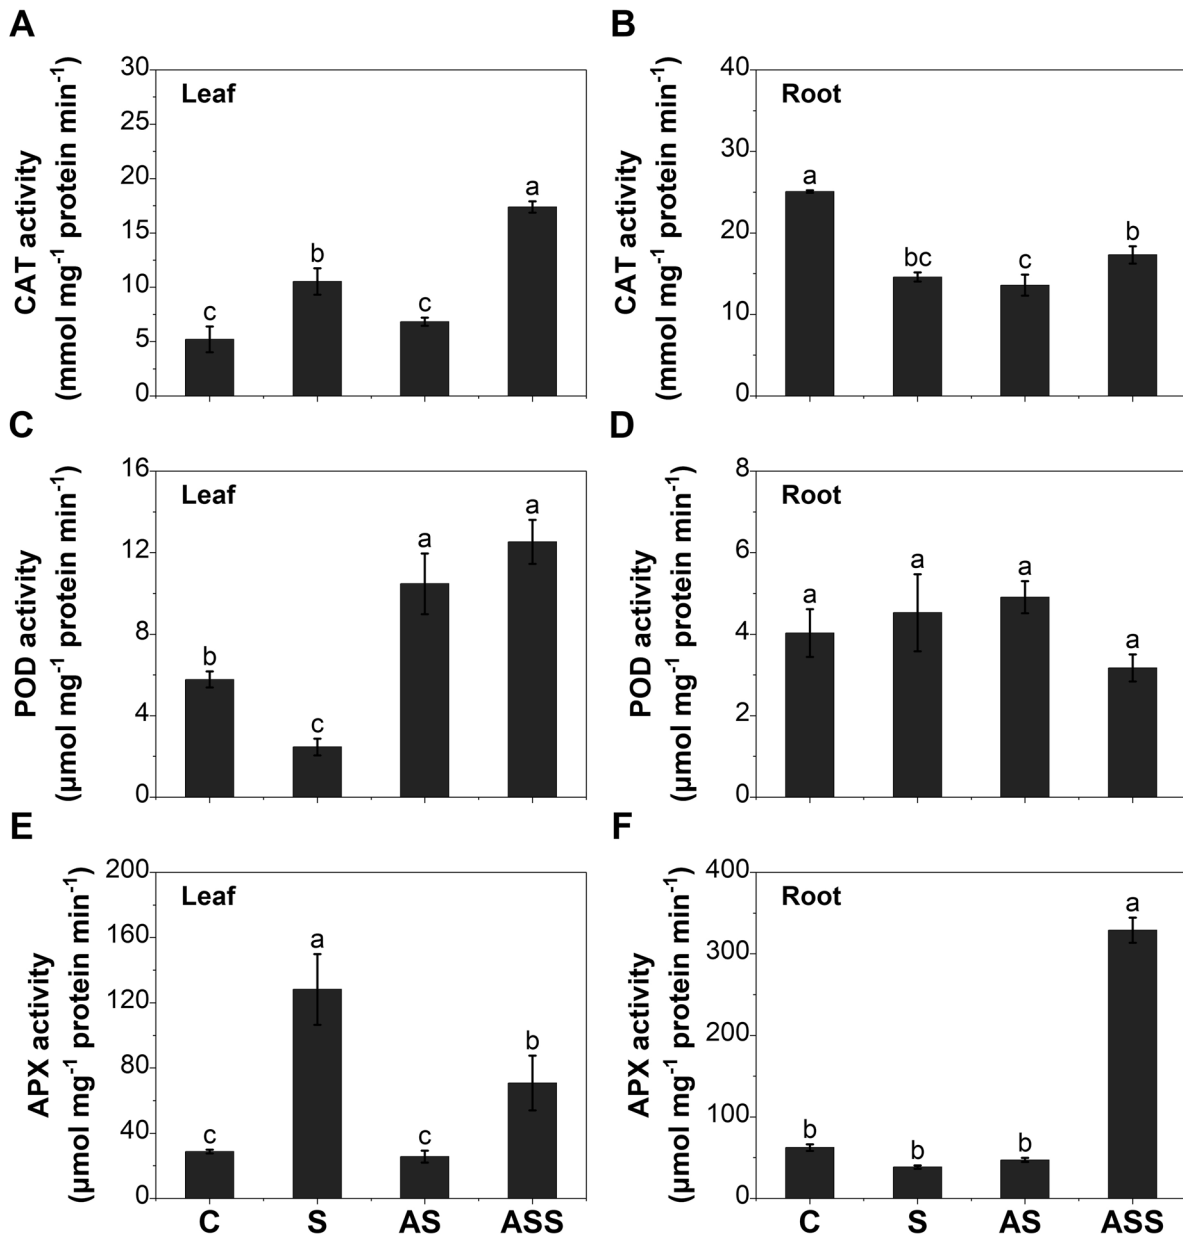 A
CAT activity
(mmol mg⁻¹ protein min⁻¹)
30
25
20
15
10
5
0
Leaf
c
b
c
a
B
CAT activity
(mmol mg⁻¹ protein min⁻¹)
40
30
20
10
0
Root
a
bc
c
b
C
POD activity
(µmol mg⁻¹ protein min⁻¹)
16
12
8
4
0
Leaf
b
c
a
a
D
POD activity
(µmol mg⁻¹ protein min⁻¹)
8
6
4
2
0
Root
a
a
a
a
E
APX activity
(µmol mg⁻¹ protein min⁻¹)
200
160
120
80
40
0
Leaf
c
a
c
b
C S AS ASS
F
APX activity
(µmol mg⁻¹ protein min⁻¹)
400
300
200
100
0
Root
b
b
b
a
C S AS ASS